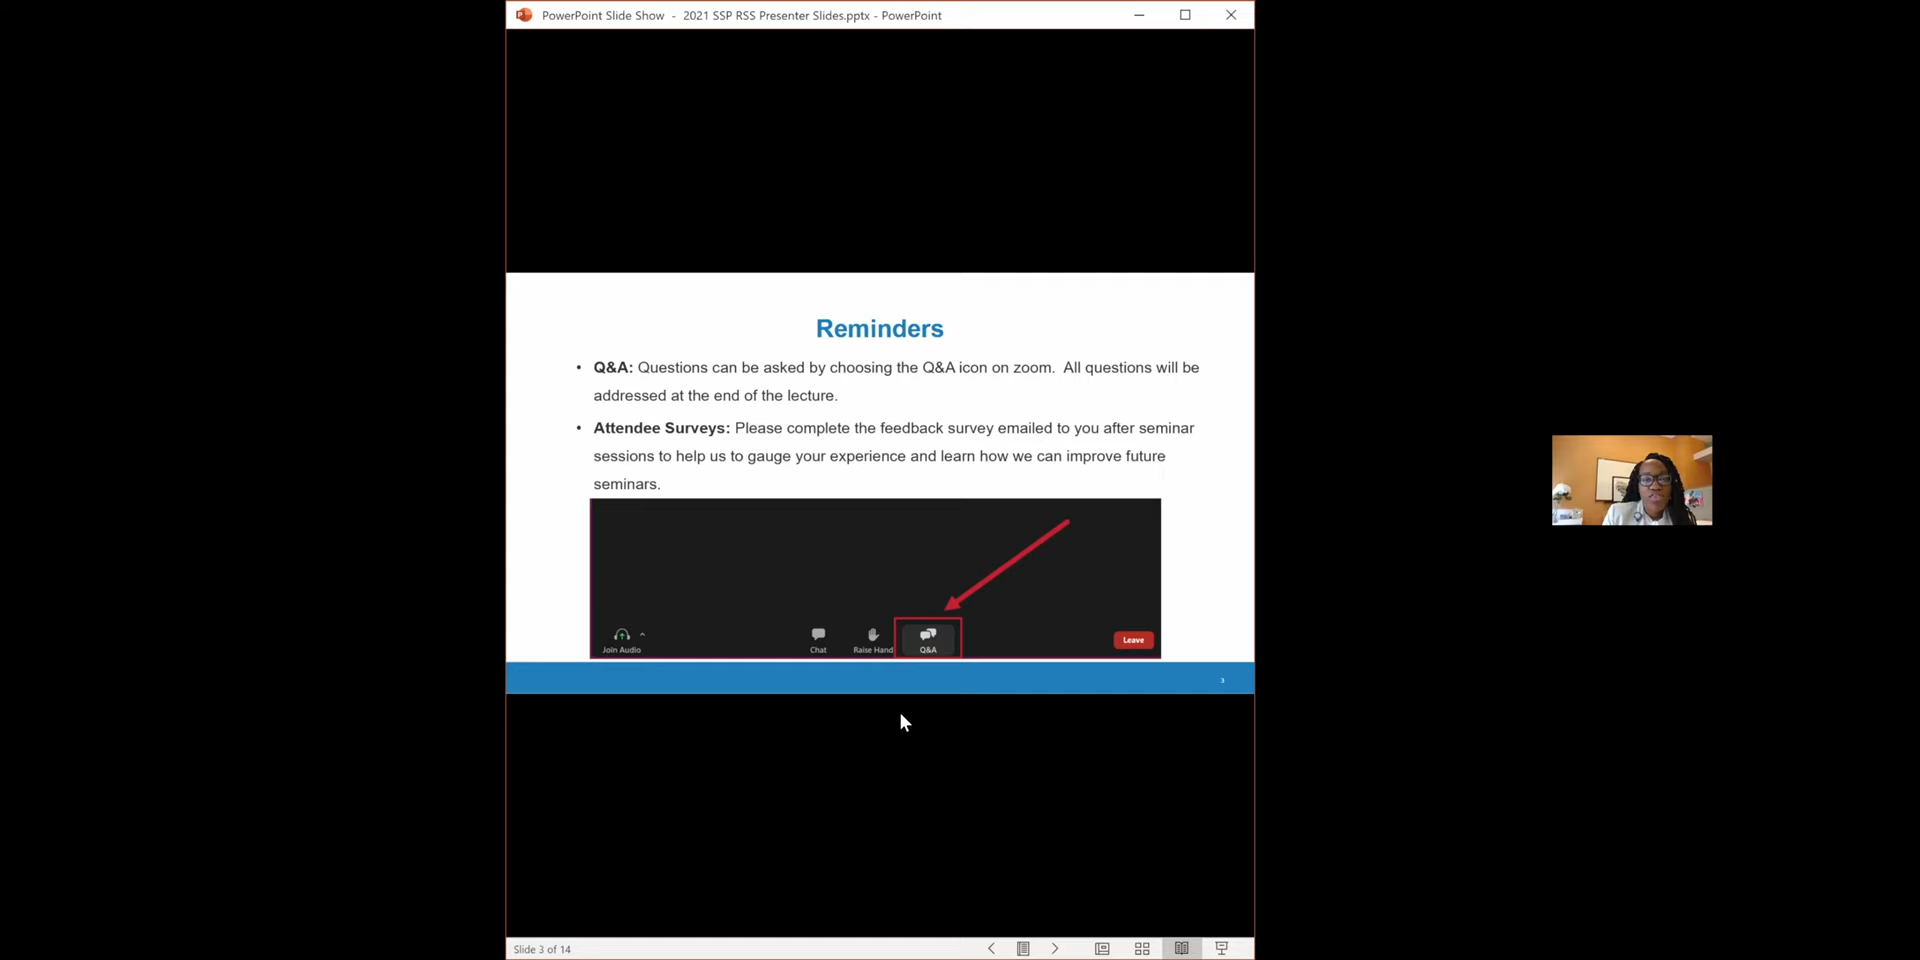 PowerPoint Slide Show - 2021 SSP RSS Presenter Slides.pptx - PowerPoint
Reminders
• Q&A: Questions can be asked by choosing the Q&A icon on zoom. All questions will be
addressed at the end of the lecture.
• Attendee Surveys: Please complete the feedback survey emailed to you after seminar
sessions to help us to gauge your experience and learn how we can improve future
seminars.
Join Audio Chat Raise Hand Q&A Leave
3
Slide 3 of 14